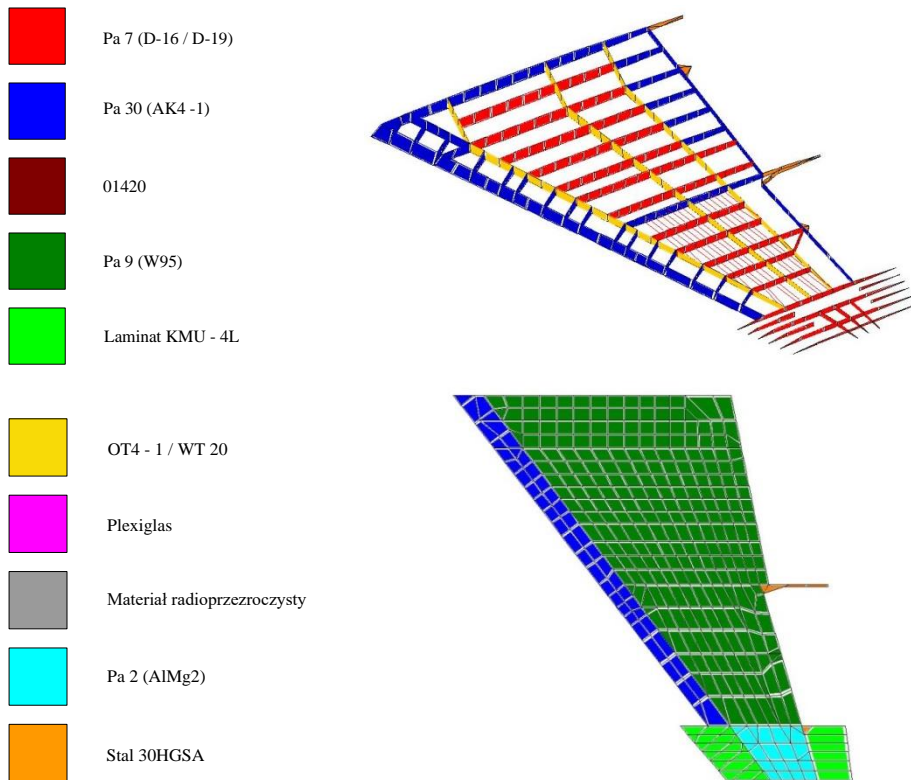 Pa 7 (D-16 / D-19)
Pa 30 (AK4 -1)
01420
Pa 9 (W95)
Laminat KMU - 4L
OT4 - 1 / WT 20
Plexiglas
Materiał radioprzezroczysty
Pa 2 (AlMg2)
Stal 30HGSA